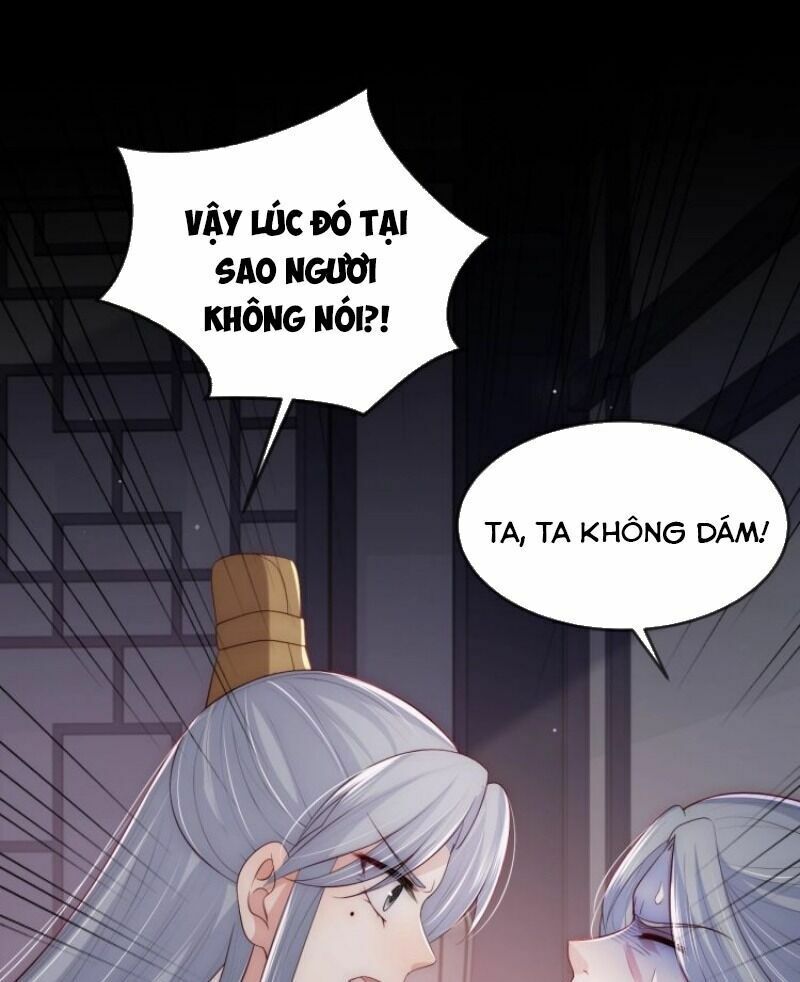 VẬY LÚC ĐÓ TẠI
SAO NGƯƠI
KHÔNG NÓI?!
TA, TA KHÔNG DÁM!